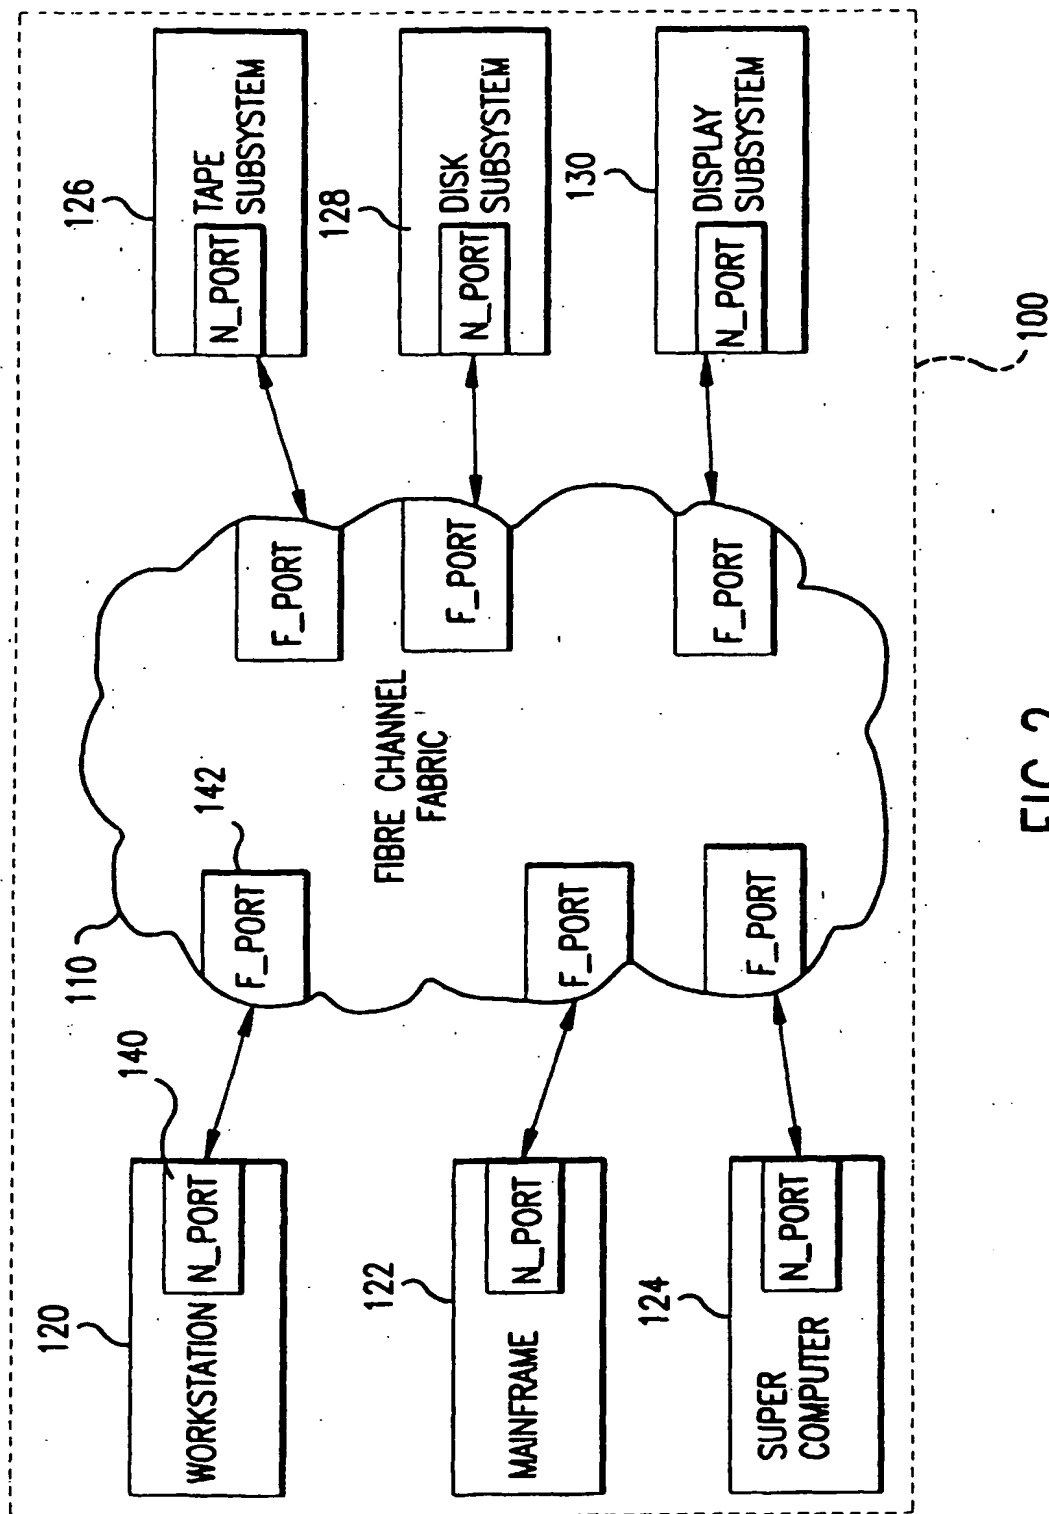 120
WORKSTATION
N_PORT
140
110
F_PORT
142
122
MAINFRAME
N_PORT
F_PORT
124
SUPER
COMPUTER
N_PORT
F_PORT
FIBRE CHANNEL
FABRIC
F_PORT
126
N_PORT
TAPE
SUBSYSTEM
F_PORT
128
N_PORT
DISK
SUBSYSTEM
F_PORT
130
N_PORT
DISPLAY
SUBSYSTEM
100
FIG.2